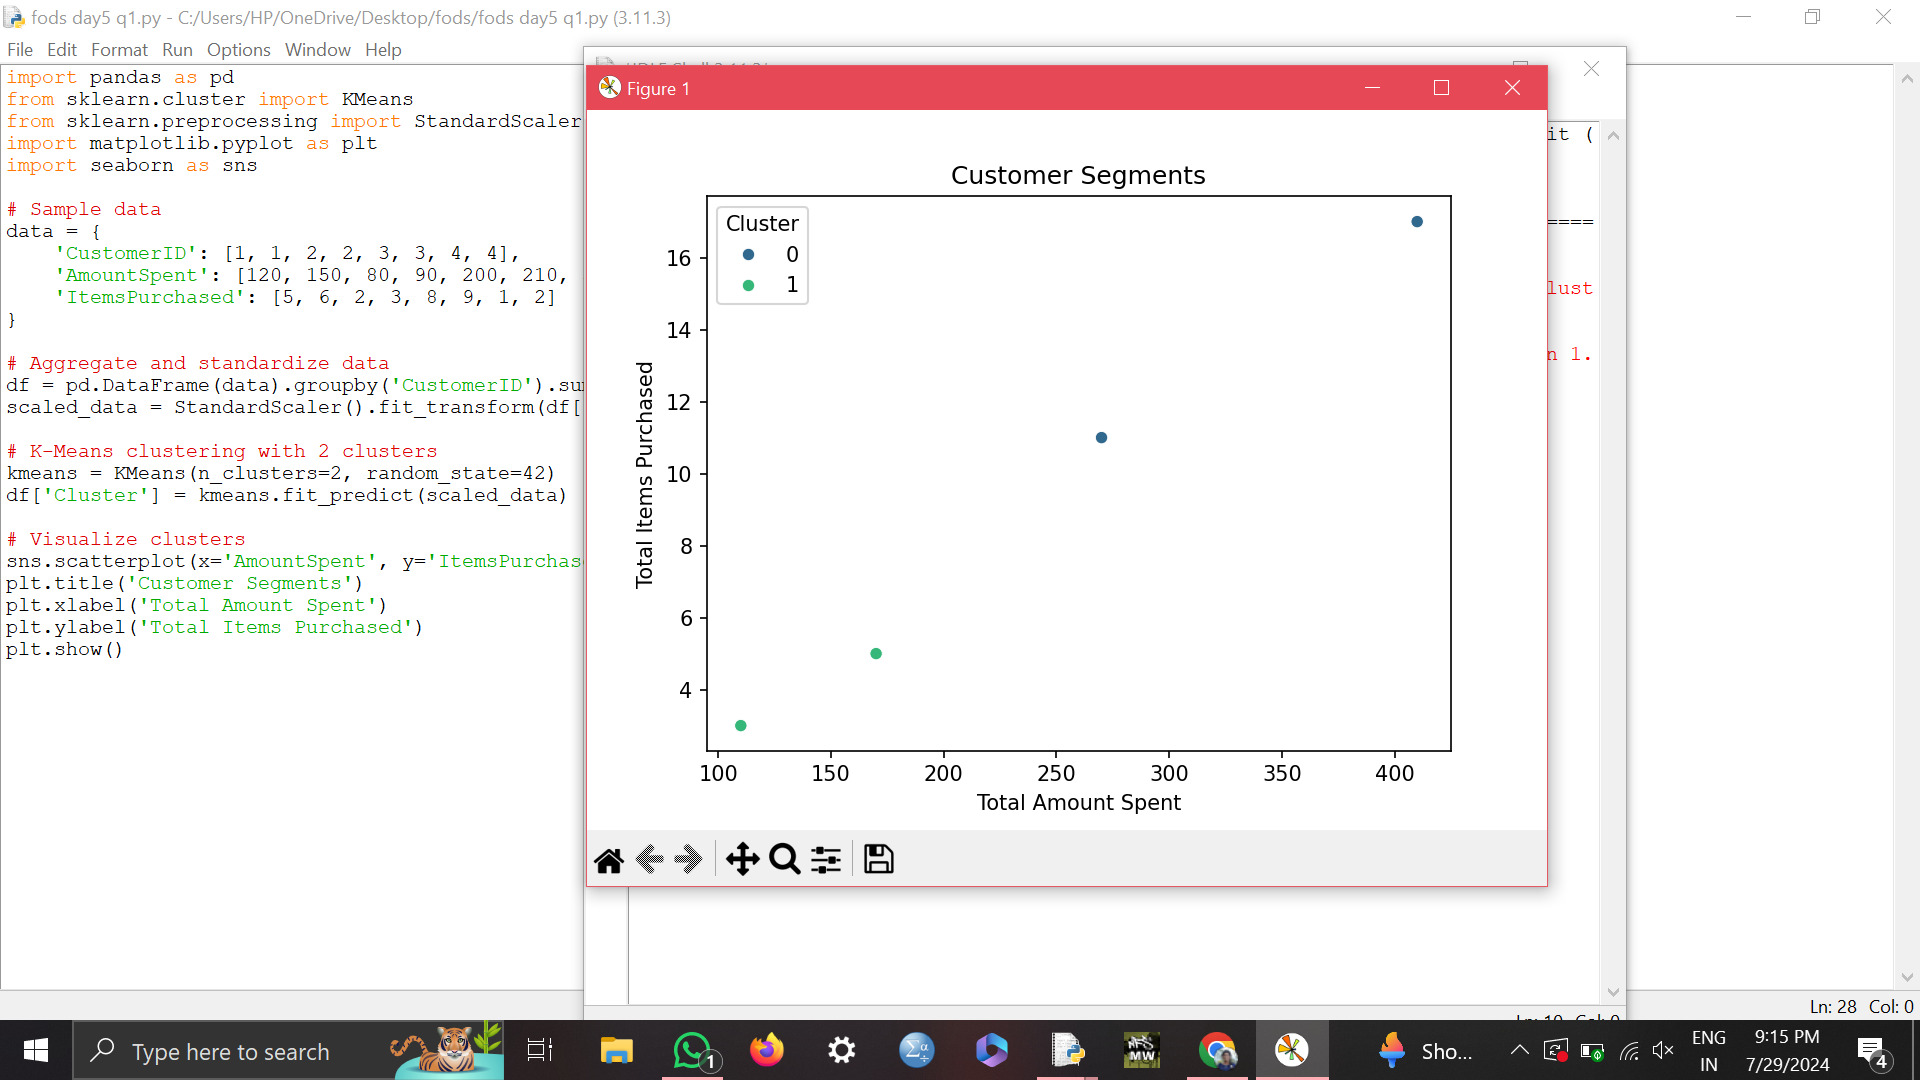 fods day5 q1.py - C:/Users/HP/OneDrive/Desktop/fods/fods day5 q1.py (3.11.3)
File Edit Format Run Options Window Help
import pandas as pd
from sklearn.cluster import KMeans
from sklearn.preprocessing import StandardScaler
import matplotlib.pyplot as plt
import seaborn as sns
# Sample data
data = {
'CustomerID': [1, 1, 2, 2, 3, 3, 4, 4],
'AmountSpent': [120, 150, 80, 90, 200, 210,
'ItemsPurchased': [5, 6, 2, 3, 8, 9, 1, 2]
}
# Aggregate and standardize data
df = pd.DataFrame(data).groupby('CustomerID').su
scaled_data = StandardScaler().fit_transform(df[
# K-Means clustering with 2 clusters
kmeans = KMeans(n_clusters=2, random_state=42)
df['Cluster'] = kmeans.fit_predict(scaled_data)
# Visualize clusters
sns.scatterplot(x='AmountSpent', y='ItemsPurchas
plt.title('Customer Segments')
plt.xlabel('Total Amount Spent')
plt.ylabel('Total Items Purchased')
plt.show()
Figure 1
Customer Segments
Cluster
0
1
16
14
12
10
8
6
4
Total Items Purchased
100 150 200 250 300 350 400
Total Amount Spent
it (
====
lust
n 1.
Ln: 28 Col: 0
Type here to search
1
Sho...
ENG
IN
9:15 PM
7/29/2024
4